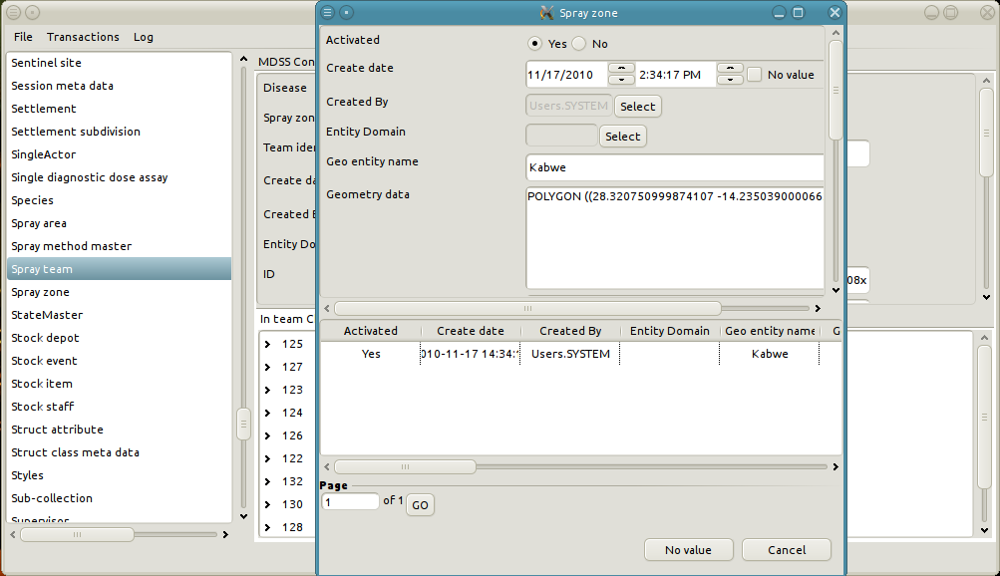 Spray zone
File Transactions Log
Sentinel site
Session meta data
Settlement
Settlement subdivision
SingleActor
Single diagnostic dose assay
Species
Spray area
Spray method master
Spray team
Spray zone
StateMaster
Stock depot
Stock event
Stock item
Stock staff
Struct attribute
Struct class meta data
Styles
Sub-collection
Supervisor
MDSS Con
Disease
Spray zon
Team iden
Create da
Created B
Entity Do
ID
08x
In team C
125
127
123
124
126
122
132
130
128
Activated Yes No
Create date 11/17/2010 2:34:17 PM No value
Created By Users.SYSTEM Select
Entity Domain Select
Geo entity name Kabwe
Geometry data POLYGON ((28.320750999874107 -14.235039000066
Activated Create date Created By Entity Domain Geo entity name G
Yes 010-11-17 14:34: Users.SYSTEM Kabwe
Page
1 of 1 GO
No value Cancel